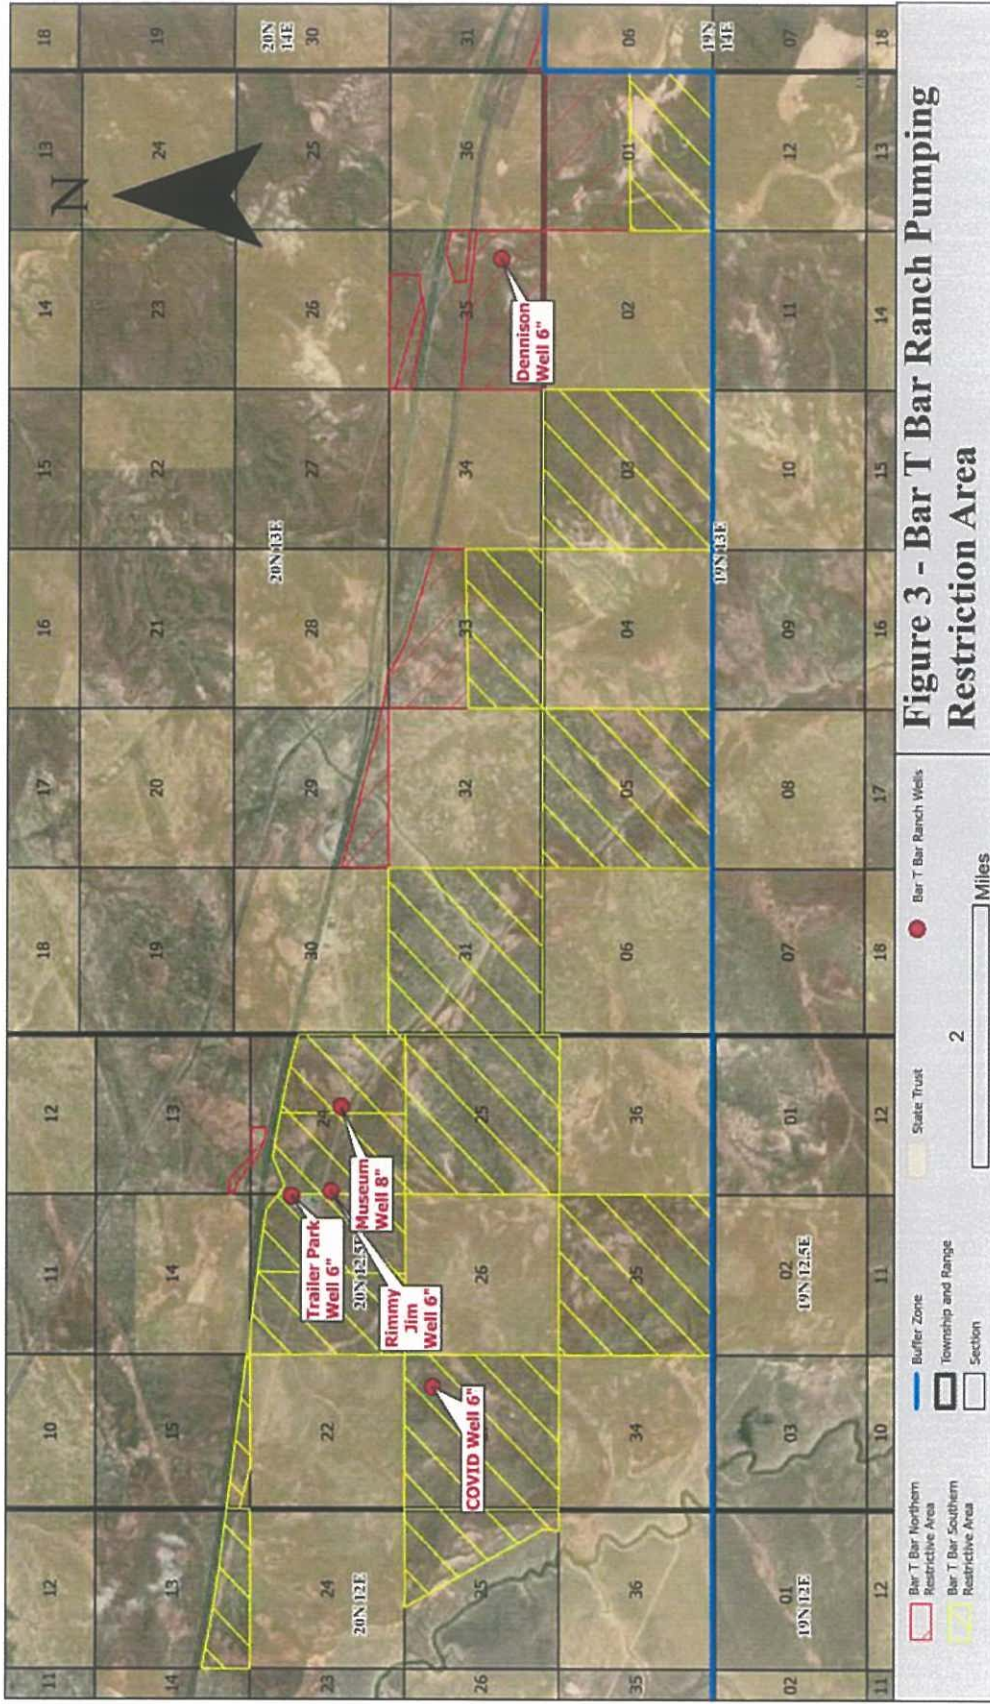 11 12 10 11 12 18 17 16 15 14 13 18
N
14 13 15 14 13 19 20 21 22 23 24 19
20N 13E
20N
14E
23 24 22 24 30 29 28 27 26 25 30
Trailer Park
Well 6"
20N 12E
20N 12.5E
Museum
Well 8"
Rimmy
Jim
Well 6"
26 25 26 25 31 32 33 34 35 36 31
COVID Well 6"
Dennison
Well 6"
35 36 34 35 36 06 05 04 03 02 01 06
19N 13E
19N
14E
02 01 03 02 01 07 08 09 10 11 12 07
19N 12E
19N 12.5E
11 12 10 11 12 18 17 16 15 14 13 18
Bar T Bar Northern
Restrictive Area
Bar T Bar Southern
Restrictive Area
Buffer Zone
Township and Range
Section
State Trust
Bar T Bar Ranch Wells
2
Miles
Figure 3 - Bar T Bar Ranch Pumping
Restriction Area